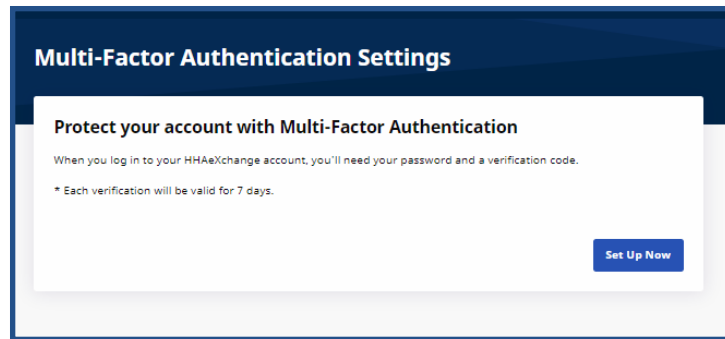 Multi-Factor Authentication Settings
Protect your account with Multi-Factor Authentication
When you log in to your HHAeXchange account, you'll need your password and a verification code.
* Each verification will be valid for 7 days.
Set Up Now